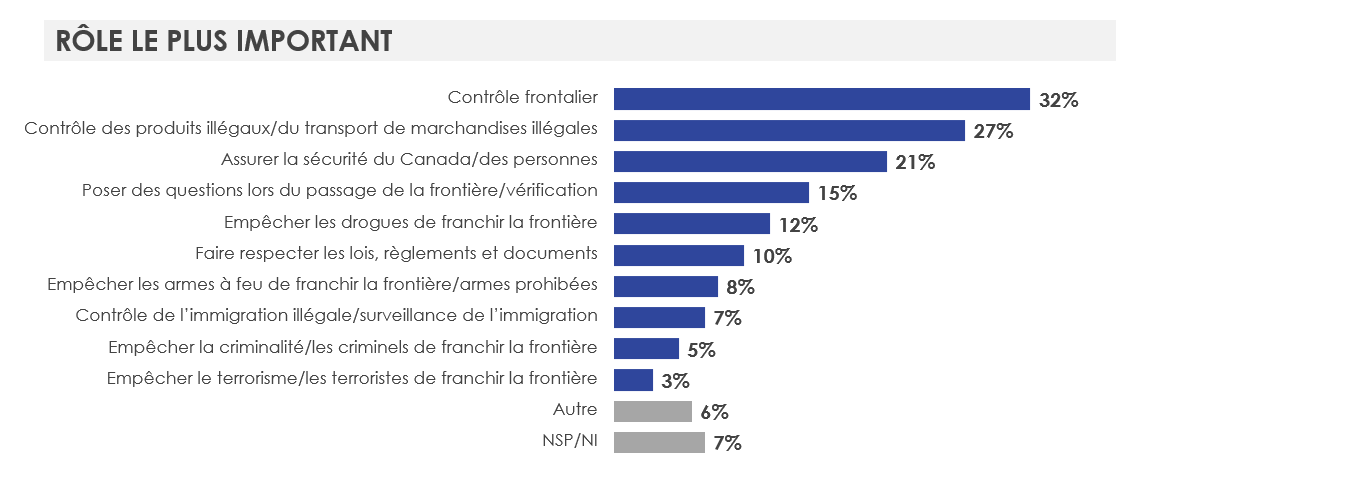 RÔLE LE PLUS IMPORTANT
Contrôle frontalier 32%
Contrôle des produits illégaux/du transport de marchandises illégales 27%
Assurer la sécurité du Canada/des personnes 21%
Poser des questions lors du passage de la frontière/vérification 15%
Empêcher les drogues de franchir la frontière 12%
Faire respecter les lois, règlements et documents 10%
Empêcher les armes à feu de franchir la frontière/armes prohibées 8%
Contrôle de l’immigration illégale/surveillance de l’immigration 7%
Empêcher la criminalité/les criminels de franchir la frontière 5%
Empêcher le terrorisme/les terroristes de franchir la frontière 3%
Autre 6%
NSP/NI 7%